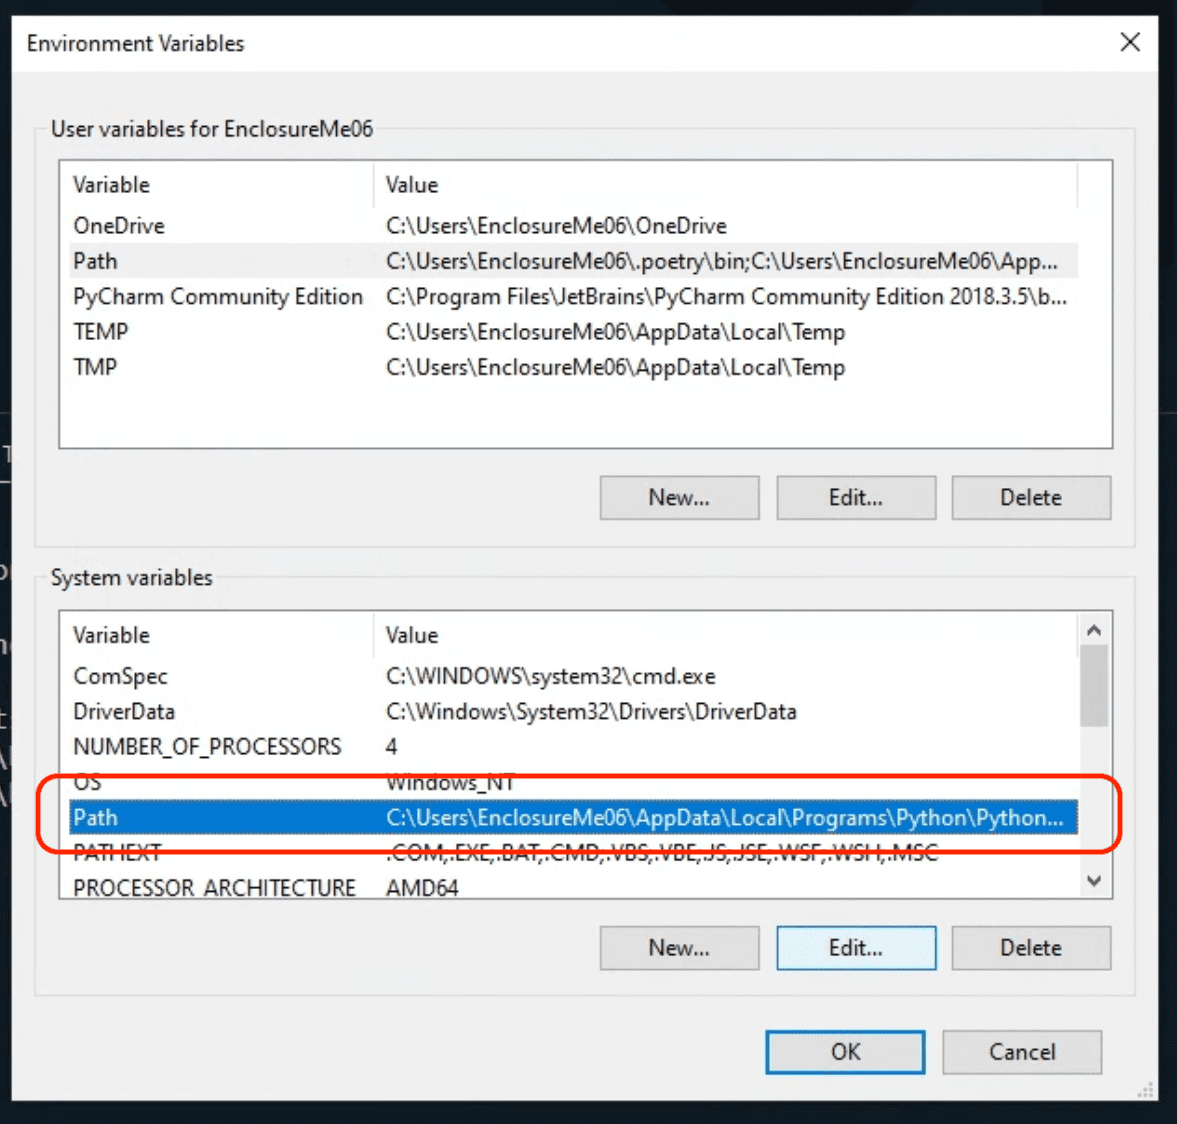 Environment Variables
User variables for EnclosureMe06
Variable Value
OneDrive C:\Users\EnclosureMe06\OneDrive
Path C:\Users\EnclosureMe06\.poetry\bin;C:\Users\EnclosureMe06\App...
PyCharm Community Edition C:\Program Files\JetBrains\PyCharm Community Edition 2018.3.5\b...
TEMP C:\Users\EnclosureMe06\AppData\Local\Temp
TMP C:\Users\EnclosureMe06\AppData\Local\Temp
New... Edit... Delete
System variables
Variable Value
ComSpec C:\WINDOWS\system32\cmd.exe
DriverData C:\Windows\System32\Drivers\DriverData
NUMBER_OF_PROCESSORS 4
OS Windows_NT
Path C:\Users\EnclosureMe06\AppData\Local\Programs\Python\Python...
PATHEXT .COM;.EXE;.BAT;.CMD;.VBS;.VBE;.JS;.JSE;.WSF;.WSH;.MSC
PROCESSOR_ARCHITECTURE AMD64
New... Edit... Delete
OK Cancel